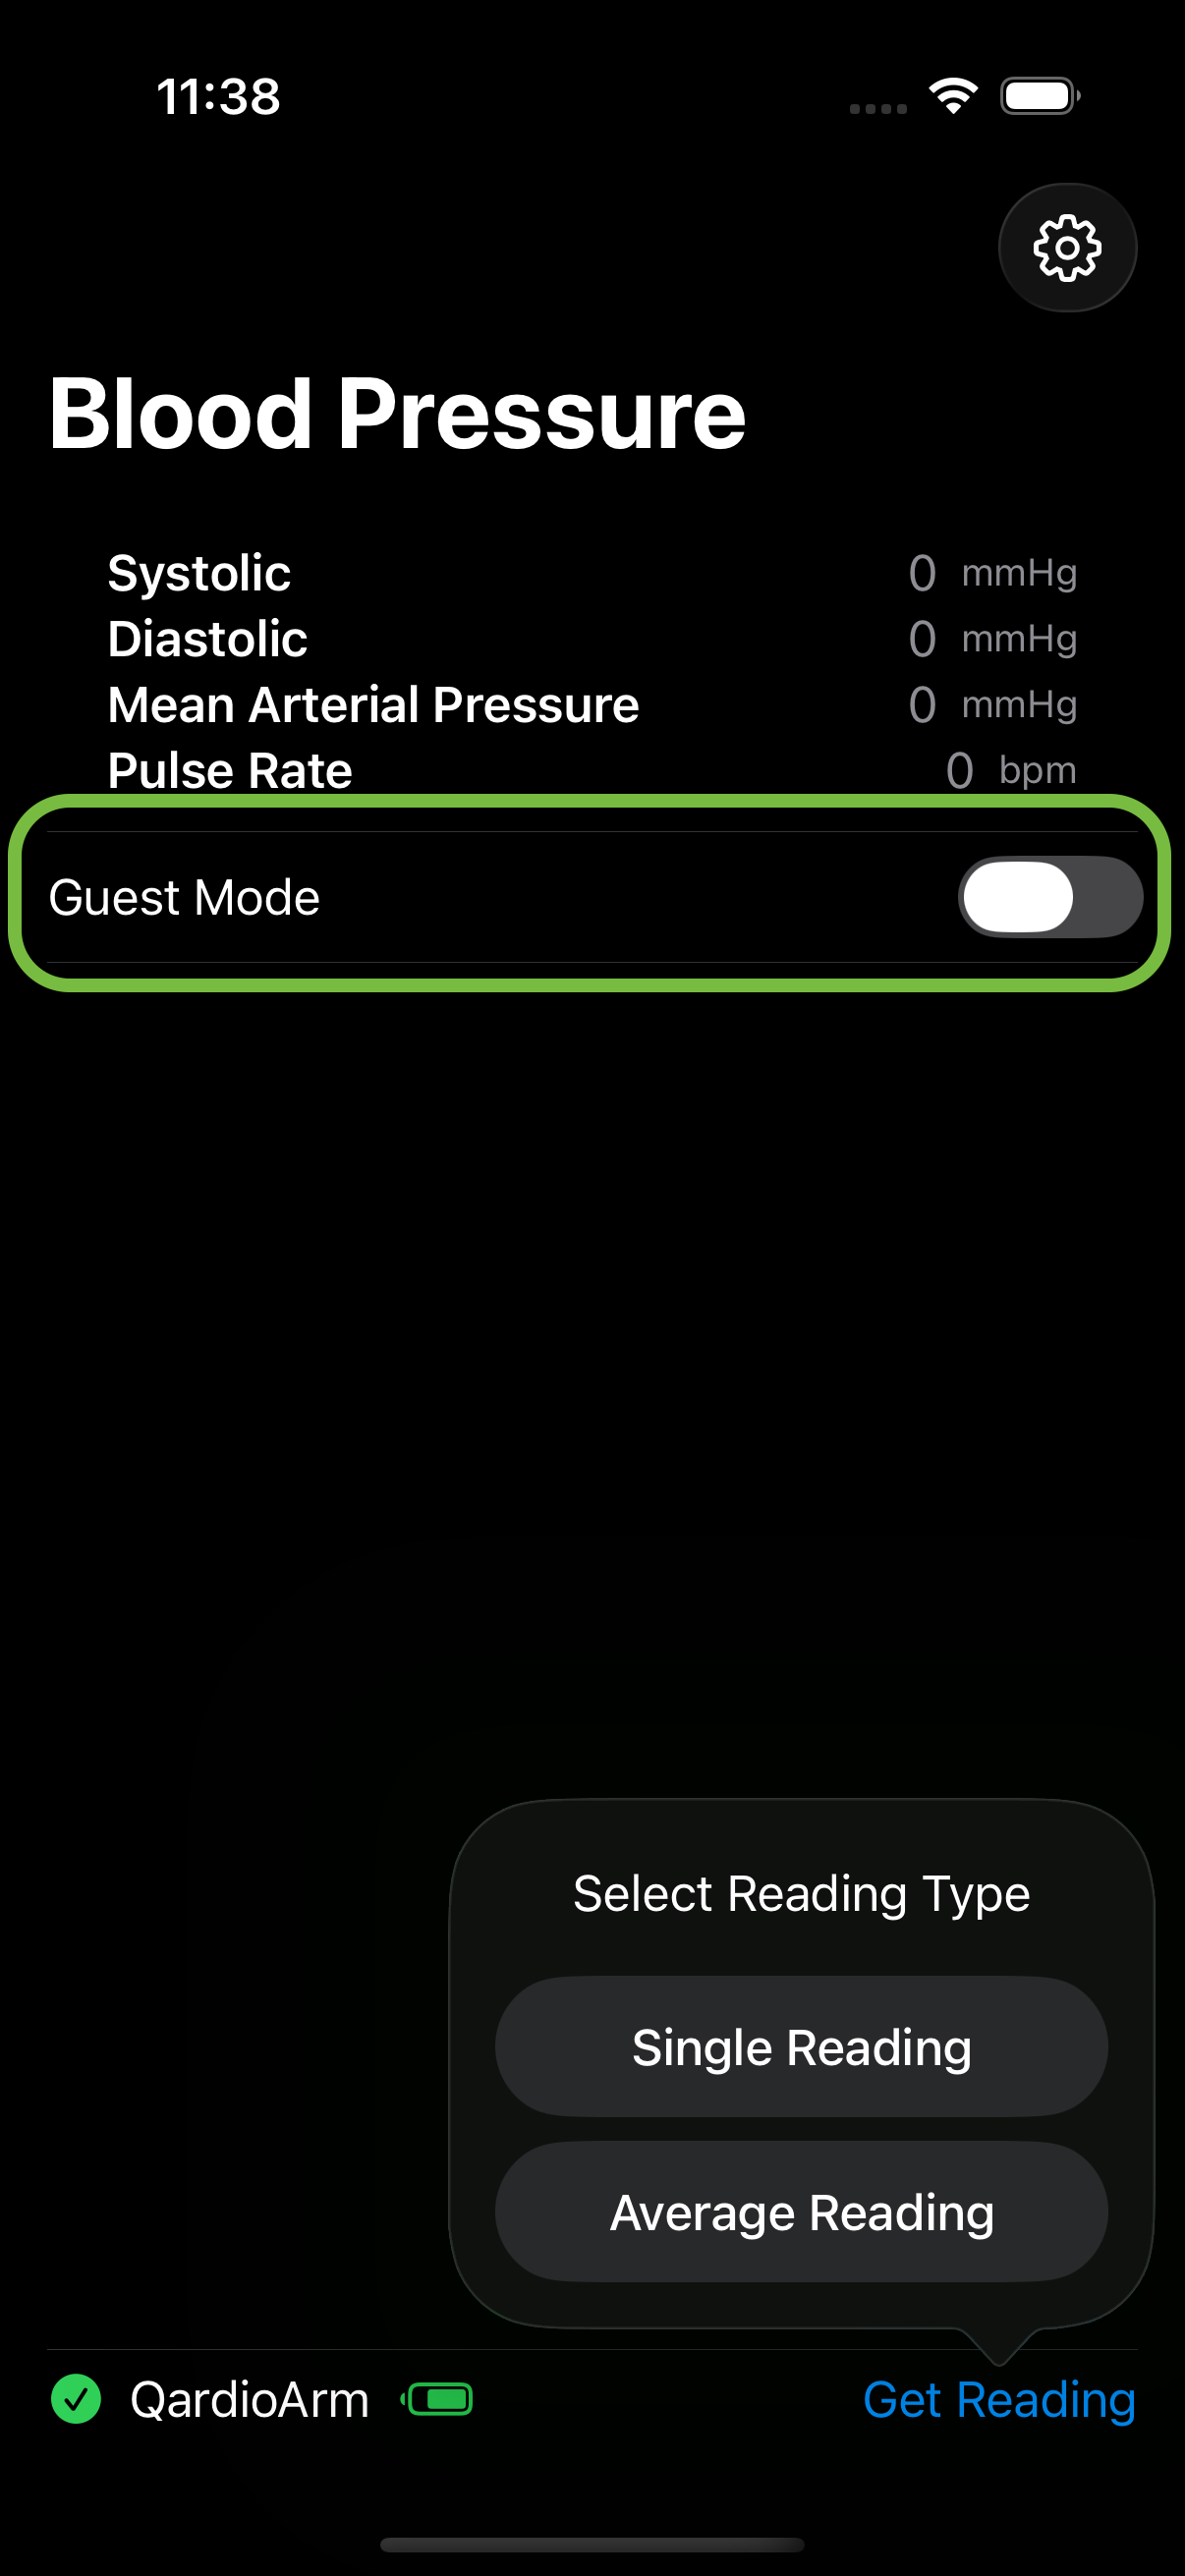 11:38
Blood Pressure
Systolic 0 mmHg
Diastolic 0 mmHg
Mean Arterial Pressure 0 mmHg
Pulse Rate 0 bpm
Guest Mode
Select Reading Type
Single Reading
Average Reading
QardioArm Get Reading